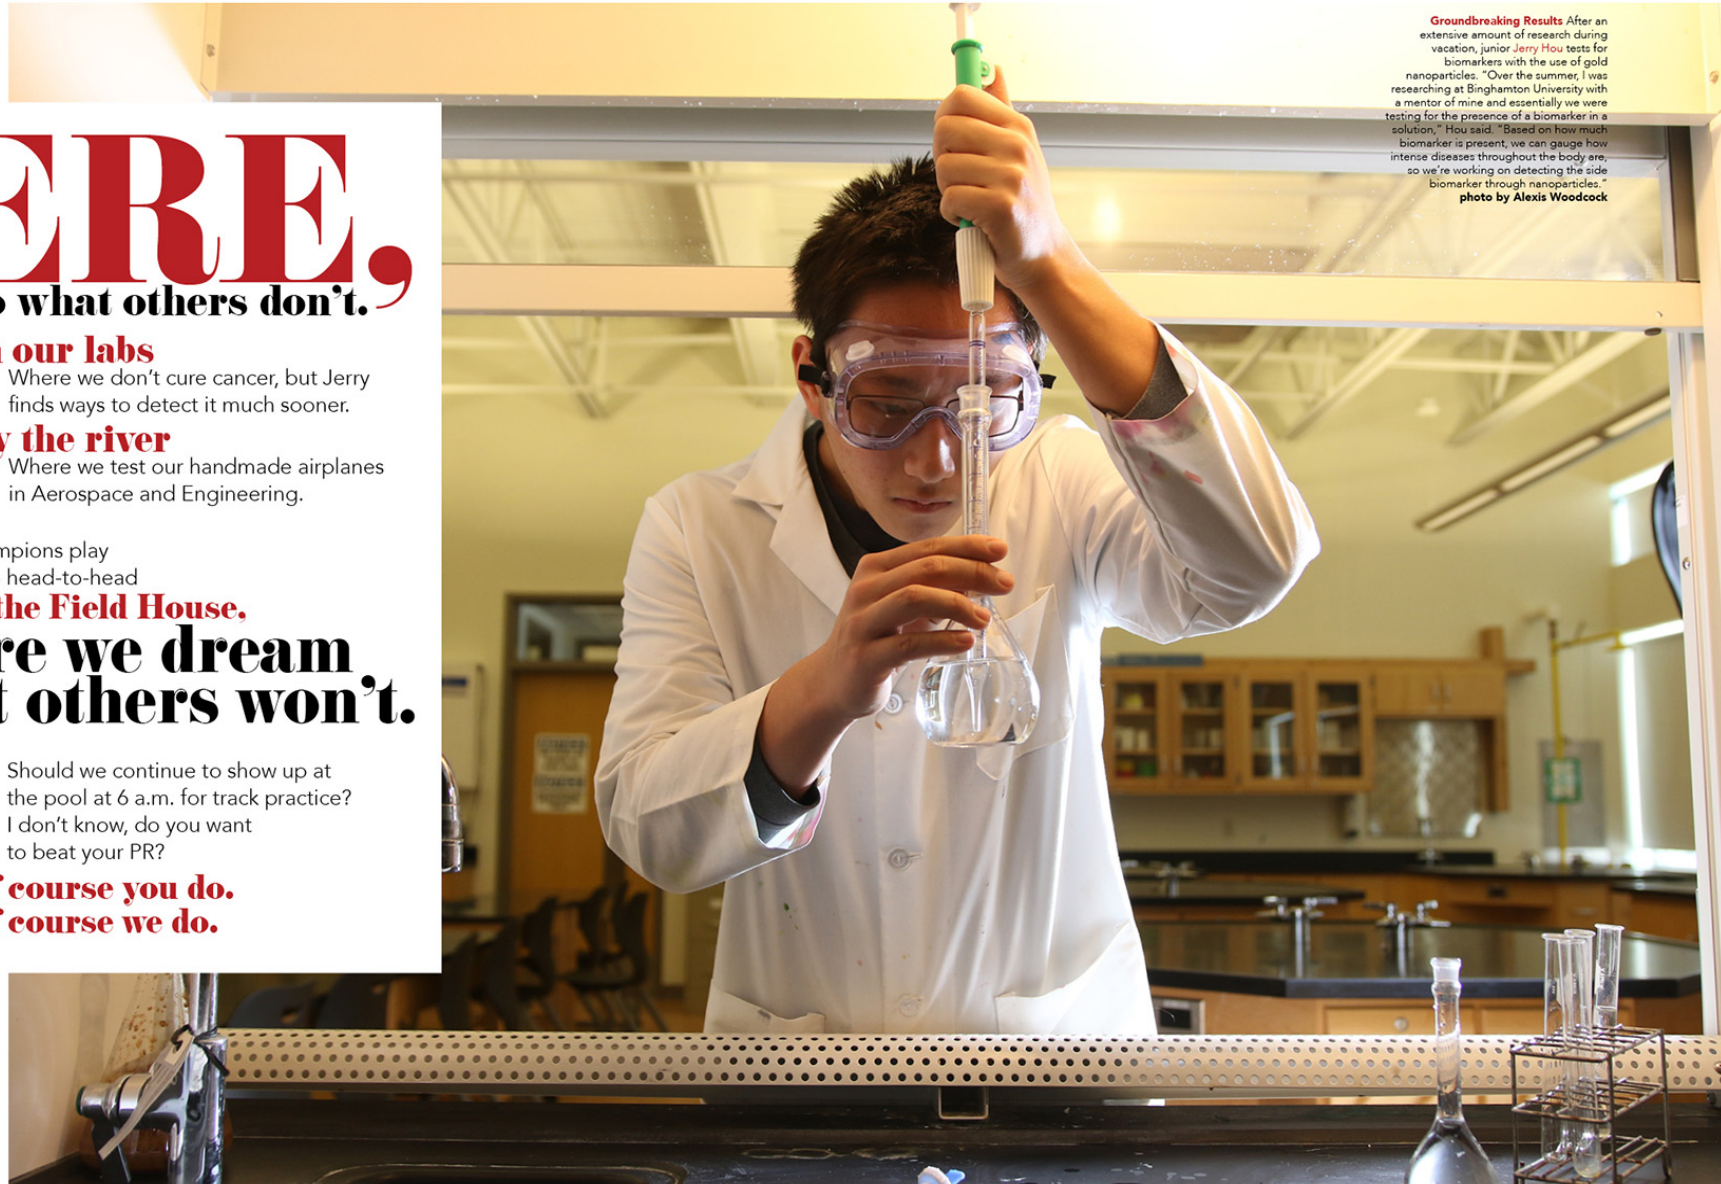 ERE,
what others don't.
our labs
Where we don't cure cancer, but Jerry
finds ways to detect it much sooner.
the river
Where we test our handmade airplanes
in Aerospace and Engineering.
mpions play
head-to-head
the Field House,
re we dream
t others won't.
Should we continue to show up at
the pool at 6 a.m. for track practice?
I don't know, do you want
to beat your PR?
course you do.
course we do.
Groundbreaking Results After an
extensive amount of research during
vacation, junior Jerry Hou tests for
biomarkers with the use of gold
nanoparticles. "Over the summer, I was
researching at Binghamton University with
a mentor of mine and essentially we were
testing for the presence of a biomarker in a
solution," Hou said. "Based on how much
biomarker is present, we can gauge how
intense diseases throughout the body are,
so we're working on detecting the side
biomarker through nanoparticles."
photo by Alexis Woodcock